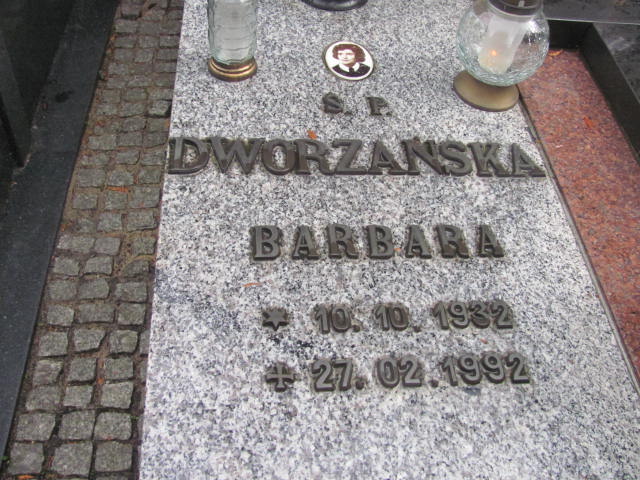 Ś. P.
DWORZAŃSKA
BARBARA
* 10. 10. 1932
+ 27. 02. 1992